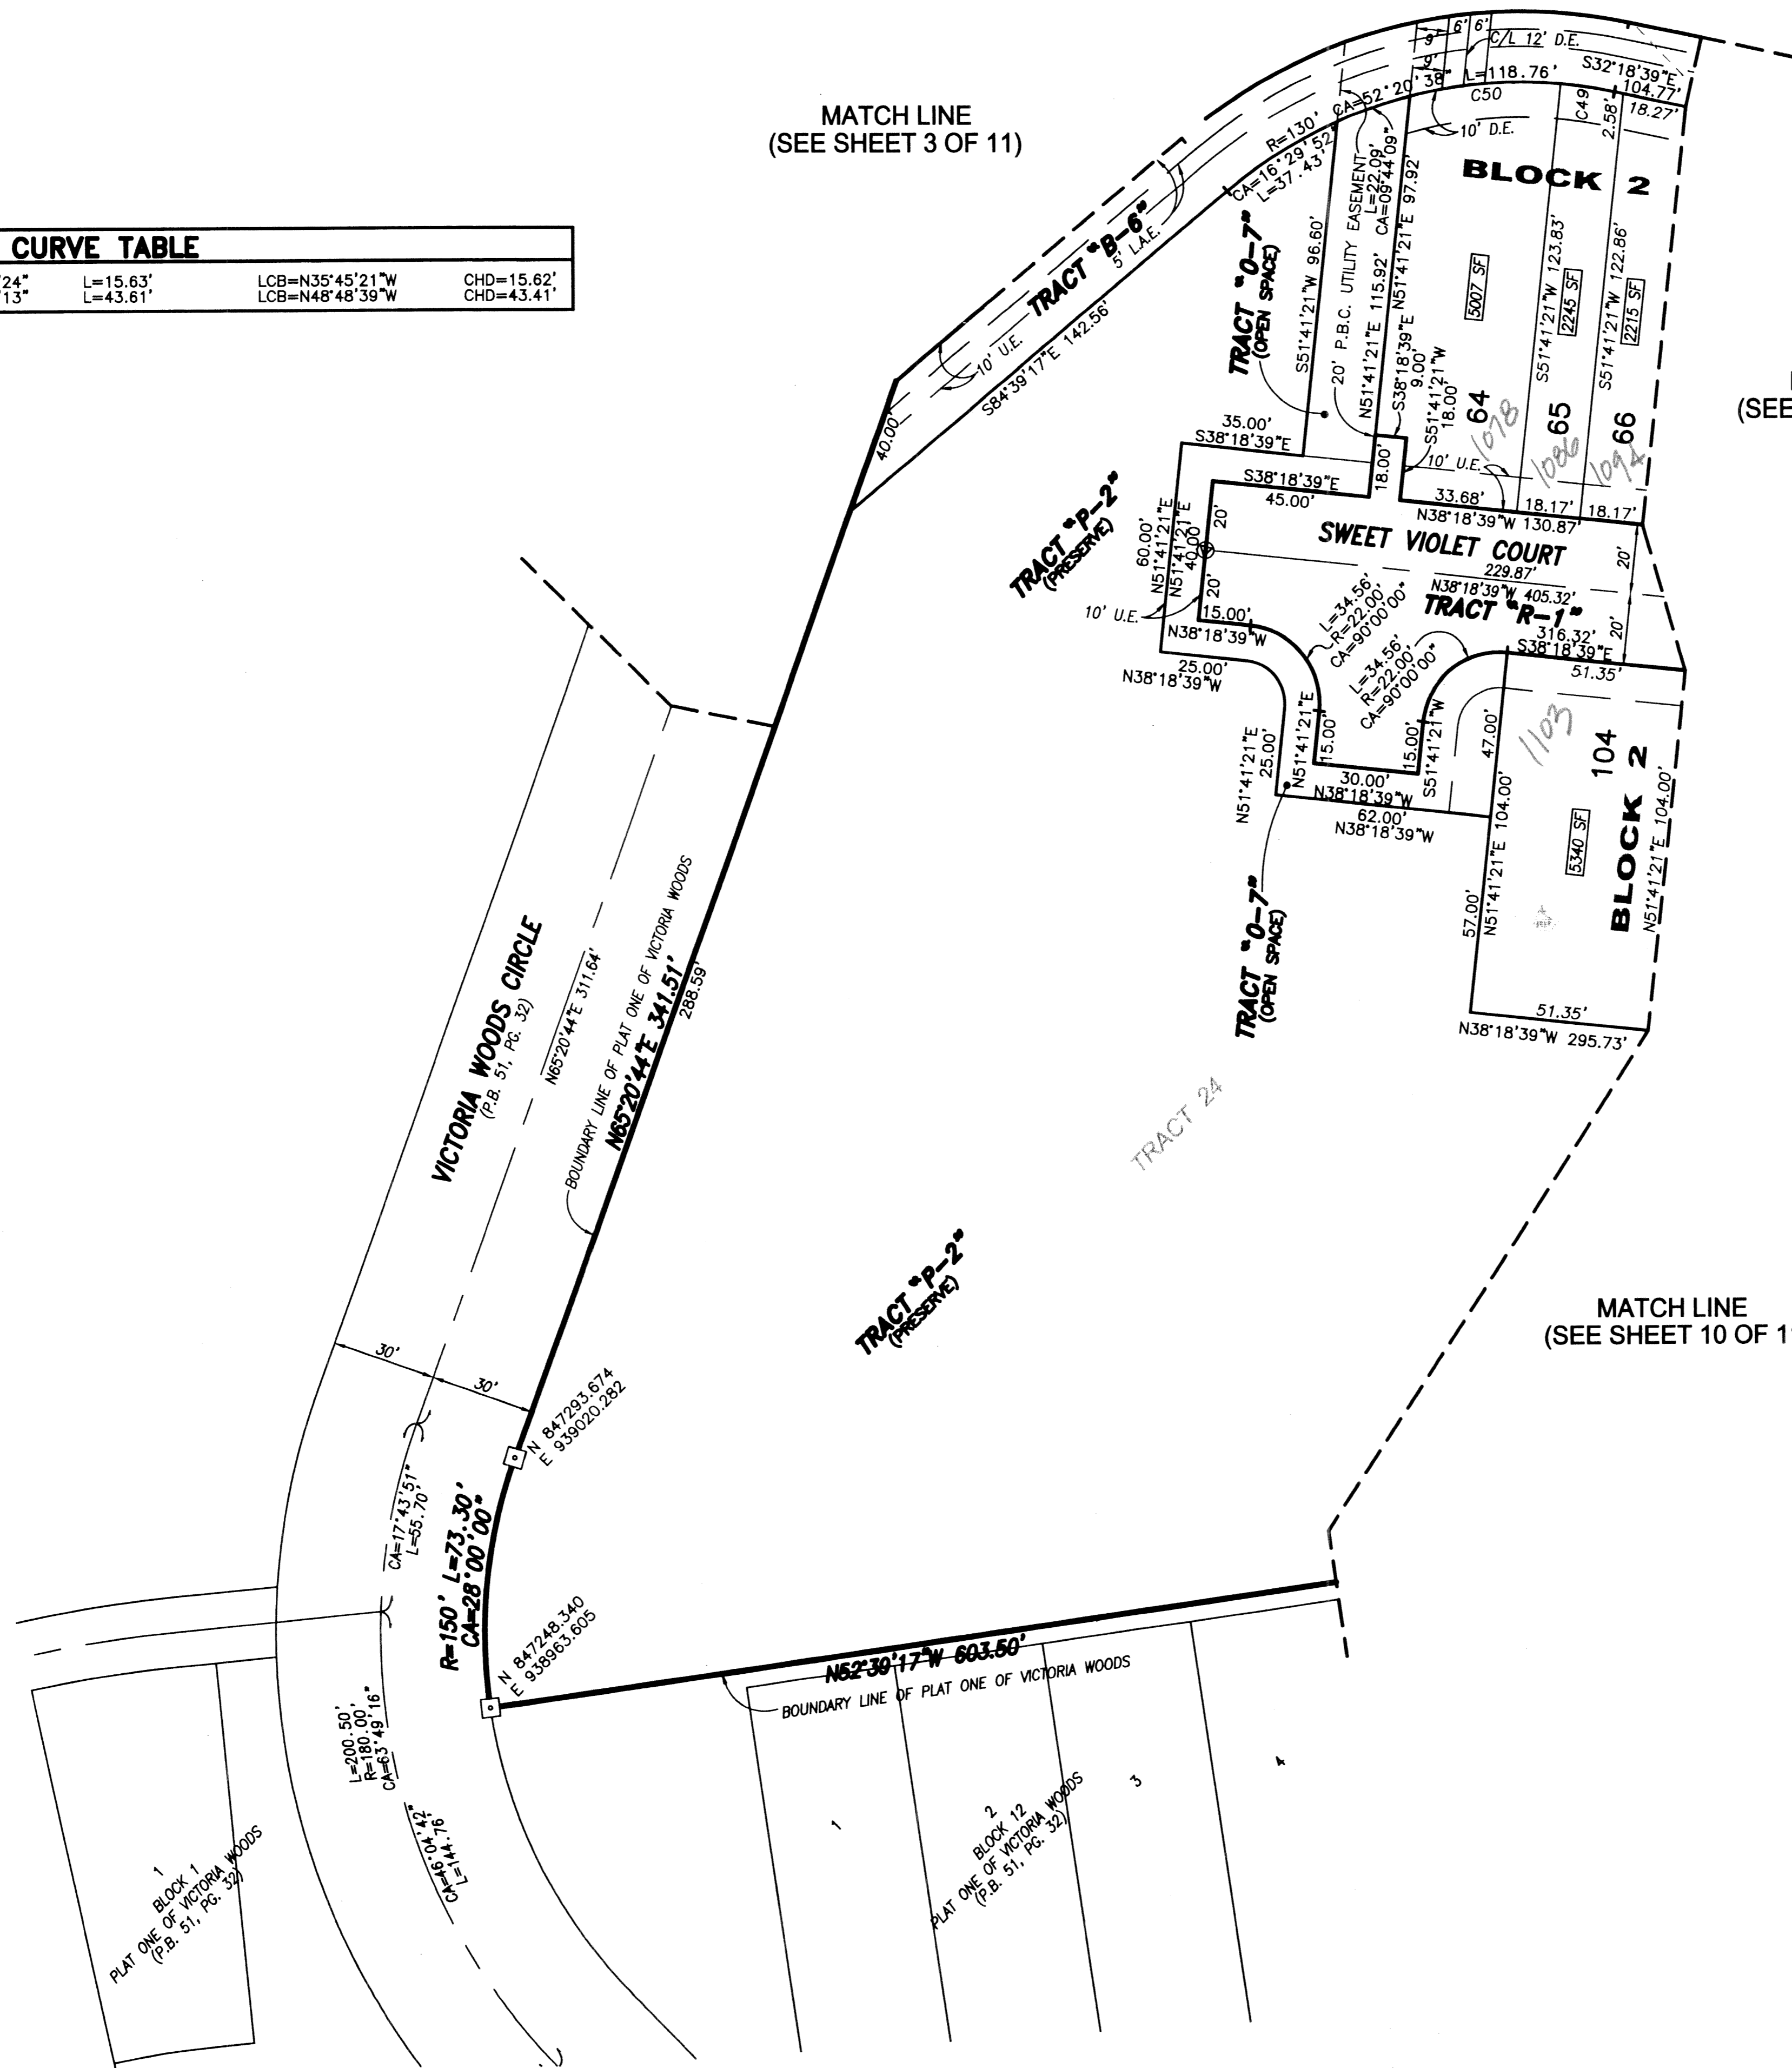 MATCH LINE
(SEE SHEET 3 OF 11)
CURVE TABLE
24" L=15.63' LCB=N35°45'21"W CHD=15.62'
13" L=43.61' LCB=N48°48'39"W CHD=43.41'
6' 6'
C/L 12' D.E.
9'
9'
S32°18'39"E
104.77'
L=118.76'
CA=52°20'38"
C50
C49
2.58'
18.27'
10' D.E.
BLOCK 2
R=130'
CA=16°29'52"
L=37.43'
L=22.09'
CA=09°44'09"
TRACT "B-6"
5' L.A.E.
10' U.E.
S84°39'17"E 142.56'
40.00'
TRACT "O-7"
(OPEN SPACE)
S51°41'21"W 96.60'
20' P.B.C. UTILITY EASEMENT
N51°41'21"E 115.92'
N51°41'21"E 97.92'
S38°18'39"E
9.00'
S51°41'21"W
18.00'
5007 SF
S51°41'21"W 123.83'
2245 SF
S51°41'21"W 122.86'
2215 SF
64
65
66
1078
1086
1094
(SEE
35.00'
S38°18'39"E
S38°18'39"E
45.00'
18.00'
10' U.E.
33.68'
18.17'
18.17'
N38°18'39"W 130.87'
TRACT "P-2"
(PRESERVE)
60.00'
N51°41'21"E
N51°41'21"E
40.00'
20'
20'
SWEET VIOLET COURT
229.87'
N38°18'39"W 405.32'
TRACT "R-1"
20'
20'
316.32'
S38°18'39"E
51.35'
10' U.E.
15.00'
N38°18'39"W
25.00'
N38°18'39"W
L=34.56'
R=22.00'
CA=90°00'00"
L=34.56'
R=22.00'
CA=90°00'00"
N51°41'21"E
25.00'
N51°41'21"E
15.00'
15.00'
S51°41'21"W
30.00'
N38°18'39"W
62.00'
N38°18'39"W
47.00'
1103
104
BLOCK 2
5340 SF
N51°41'21"E 104.00'
N51°41'21"E 104.00'
57.00'
51.35'
N38°18'39"W 295.73'
TRACT "O-7"
(OPEN SPACE)
TRACT 24
VICTORIA WOODS CIRCLE
(P.B. 51, PG. 32)
N65°20'44"E 311.64'
BOUNDARY LINE OF PLAT ONE OF VICTORIA WOODS
N65°20'44"E 341.51'
288.59'
TRACT "P-2"
(PRESERVE)
MATCH LINE
(SEE SHEET 10 OF 11
30'
30'
N 847293.674
E 939020.282
CA=17°43'51"
L=55.70'
R=150' L=73.30'
CA=28°00'00"
N 847248.340
E 938963.605
N52°39'17"W 603.50'
BOUNDARY LINE OF PLAT ONE OF VICTORIA WOODS
L=200.50'
R=180.00'
CA=63°49'16"
CA=46°04'42"
L=144.76'
1
BLOCK 1
PLAT ONE OF VICTORIA WOODS
(P.B. 51, PG. 32)
1
2
BLOCK 12
PLAT ONE OF VICTORIA WOODS
(P.B. 51, PG. 32)
3
4